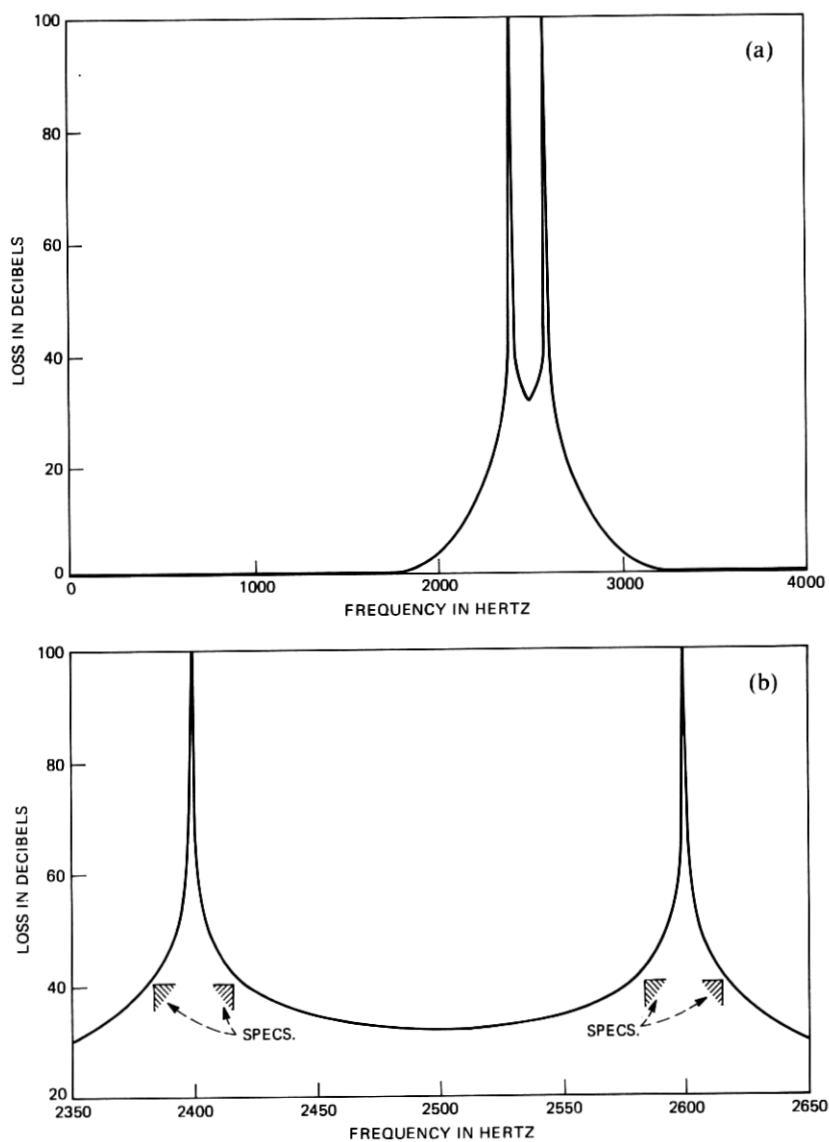 100
(a)
80
60
40
20
0
LOSS IN DECIBELS
0 1000 2000 3000 4000
FREQUENCY IN HERTZ
100
(b)
80
60
40
20
LOSS IN DECIBELS
SPECS.
SPECS.
2350 2400 2450 2500 2550 2600 2650
FREQUENCY IN HERTZ